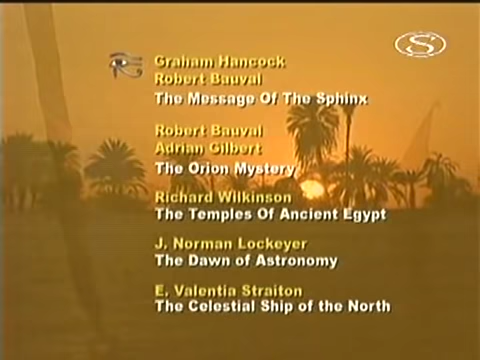 S
Graham Hancock
Robert Bauval
The Message Of The Sphinx
Robert Bauval
Adrian Gilbert
The Orion Mystery
Richard Wilkinson
The Temples Of Ancient Egypt
J. Norman Lockeyer
The Dawn of Astronomy
E. Valentia Straiton
The Celestial Ship of the North